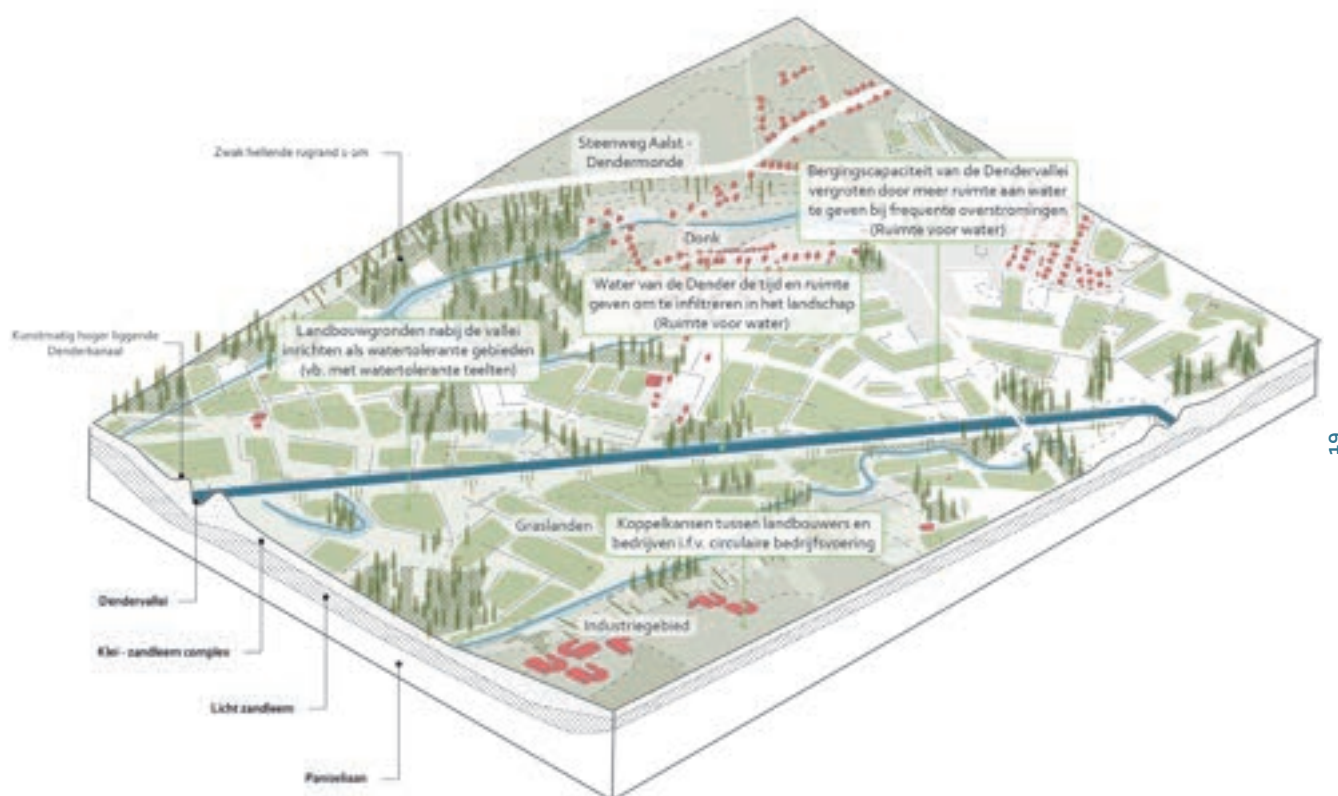 Steenweg Aalst -
Dendermonde
Zwak hellende rugrand 1-2m
Bergingscapaciteit van de Dendervallei
vergroten door meer ruimte aan water
te geven bij frequente overstromingen
(Ruimte voor water)
Donk
Water van de Dender de tijd en ruimte
geven om te infiltreren in het landschap
(Ruimte voor water)
Landbouwgronden nabij de vallei
inrichten als watertolerante gebieden
(vb. met watertolerante teelten)
Kunstmatig hoger liggende
Denderkanaal
19
Graslanden
Koppelkansen tussen landbouwers en
bedrijven i.f.v. circulaire bedrijfsvoering
Dendervallei
Industriegebied
Klei - zandleem complex
Licht zandleem
Paniseliaan